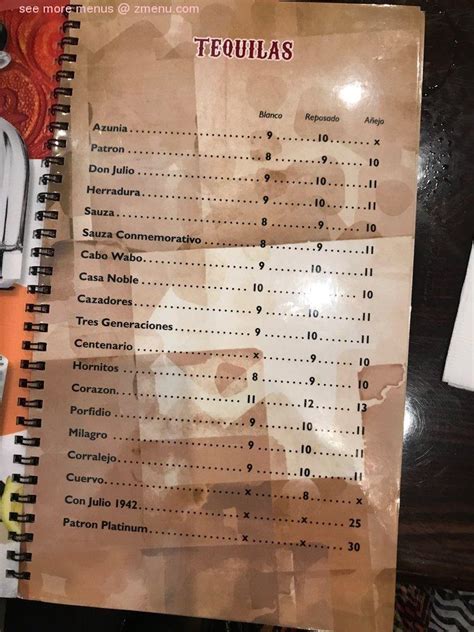 see more menus @ zmenu.com
TEQUILAS
Blanco Reposado Añejo
Azunia . . . . . 9 . . . . . 10 . . . . . x
Patron . . . . . 8 . . . . . 9 . . . . . 10
Don Julio . . . . . 9 . . . . . 10 . . . . . 11
Herradura . . . . . 9 . . . . . 10 . . . . . 11
Sauza . . . . . 8 . . . . . 9 . . . . . 10
Sauza Conmemorativo . . . . . 8 . . . . . 9 . . . . . 11
Cabo Wabo . . . . . 9 . . . . . 10 . . . . . 11
Casa Noble . . . . . 9 . . . . . 10 . . . . . 10
Cazadores . . . . . 9 . . . . . 10 . . . . . 10
Tres Generaciones . . . . . 9 . . . . . 10 . . . . . 11
Centenario . . . . . x . . . . . 9 . . . . . 10
Hornitos . . . . . 8 . . . . . 9 . . . . . 10
Corazon . . . . . 11 . . . . . 12 . . . . . 13
Porfidio . . . . . 9 . . . . . 10 . . . . . 11
Milagro . . . . . 9 . . . . . 10 . . . . . 11
Corralejo . . . . . 9 . . . . . 10 . . . . . 11
Cuervo . . . . . x . . . . . 8 . . . . . x
Con Julio 1942 . . . . . x . . . . . x . . . . . 25
Patron Platinum . . . . . x . . . . . x . . . . . 30